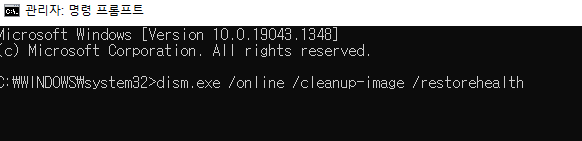 관리자: 명령 프롬프트
Microsoft Windows [Version 10.0.19043.1348]
(c) Microsoft Corporation. All rights reserved.
C:₩WINDOWS₩system32>dism.exe /online /cleanup-image /restorehealth